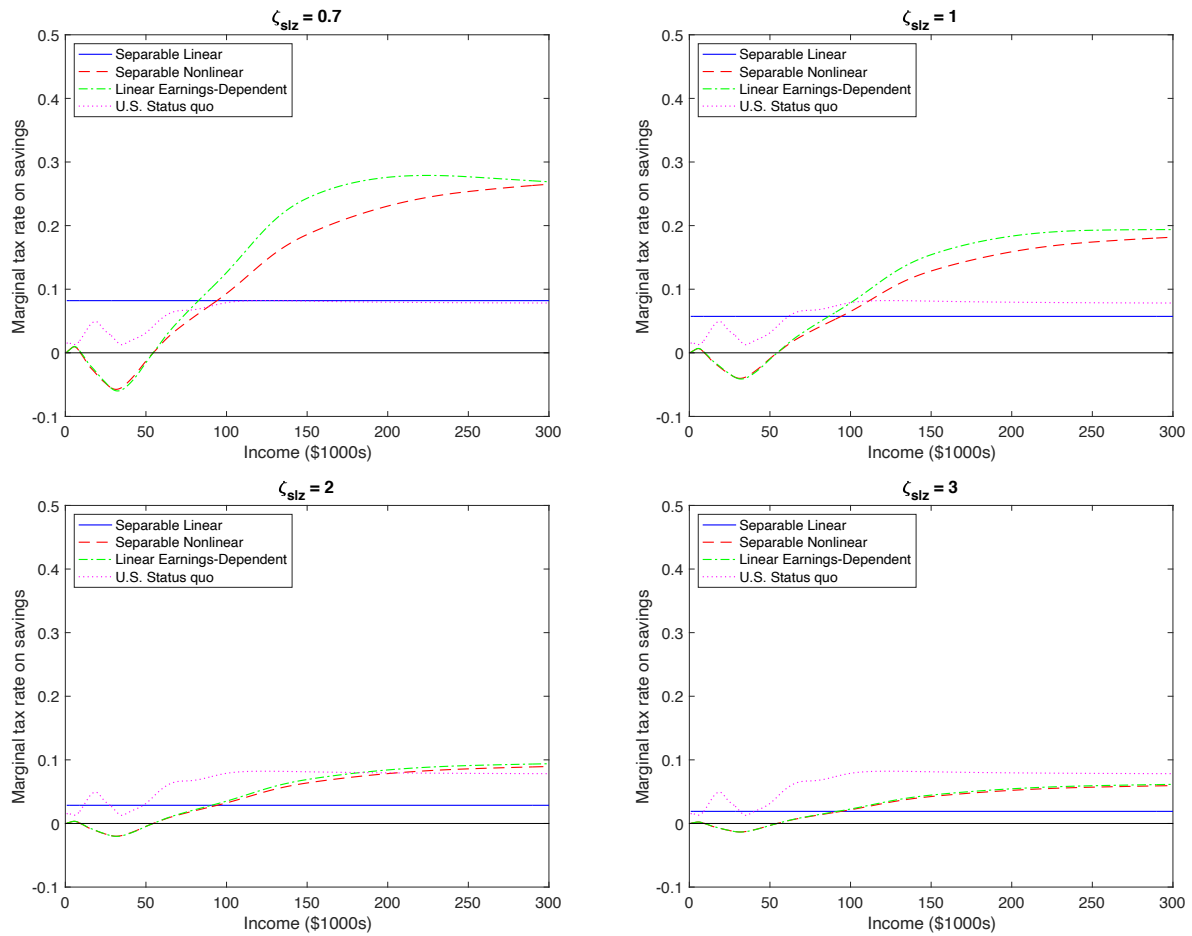 ζs|z = 0.7
Separable Linear
Separable Nonlinear
Linear Earnings-Dependent
U.S. Status quo
Marginal tax rate on savings
0.5
0.4
0.3
0.2
0.1
0
-0.1
0 50 100 150 200 250 300
Income ($1000s)
ζs|z = 1
Separable Linear
Separable Nonlinear
Linear Earnings-Dependent
U.S. Status quo
Marginal tax rate on savings
0.5
0.4
0.3
0.2
0.1
0
-0.1
0 50 100 150 200 250 300
Income ($1000s)
ζs|z = 2
Separable Linear
Separable Nonlinear
Linear Earnings-Dependent
U.S. Status quo
Marginal tax rate on savings
0.5
0.4
0.3
0.2
0.1
0
-0.1
0 50 100 150 200 250 300
Income ($1000s)
ζs|z = 3
Separable Linear
Separable Nonlinear
Linear Earnings-Dependent
U.S. Status quo
Marginal tax rate on savings
0.5
0.4
0.3
0.2
0.1
0
-0.1
0 50 100 150 200 250 300
Income ($1000s)